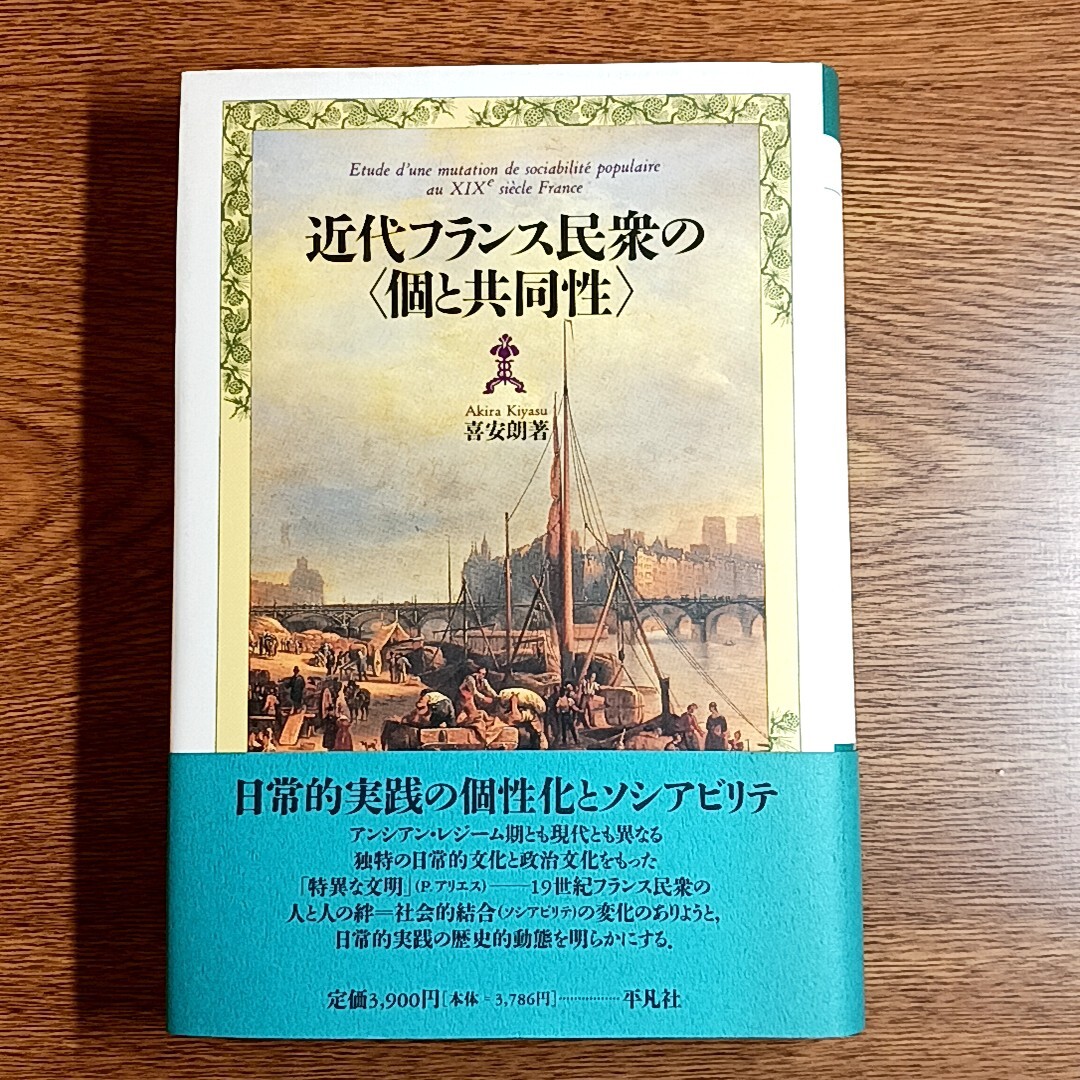 Etude d'une mutation de sociabilité populaire
au XIXe siècle France
近代フランス民衆の
〈個と共同性〉
Akira Kiyasu
喜安朗著
日常的実践の個性化とソシアビリテ
アンシアン・レジーム期とも現代とも異なる
独特の日常的文化と政治文化をもった
「特異な文明」(P.アリエス)——19世紀フランス民衆の
人と人の絆=社会的結合(ソシアビリテ)の変化のありようと,
日常的実践の歴史的動態を明らかにする.
定価3,900円[本体=3,786円]················平凡社